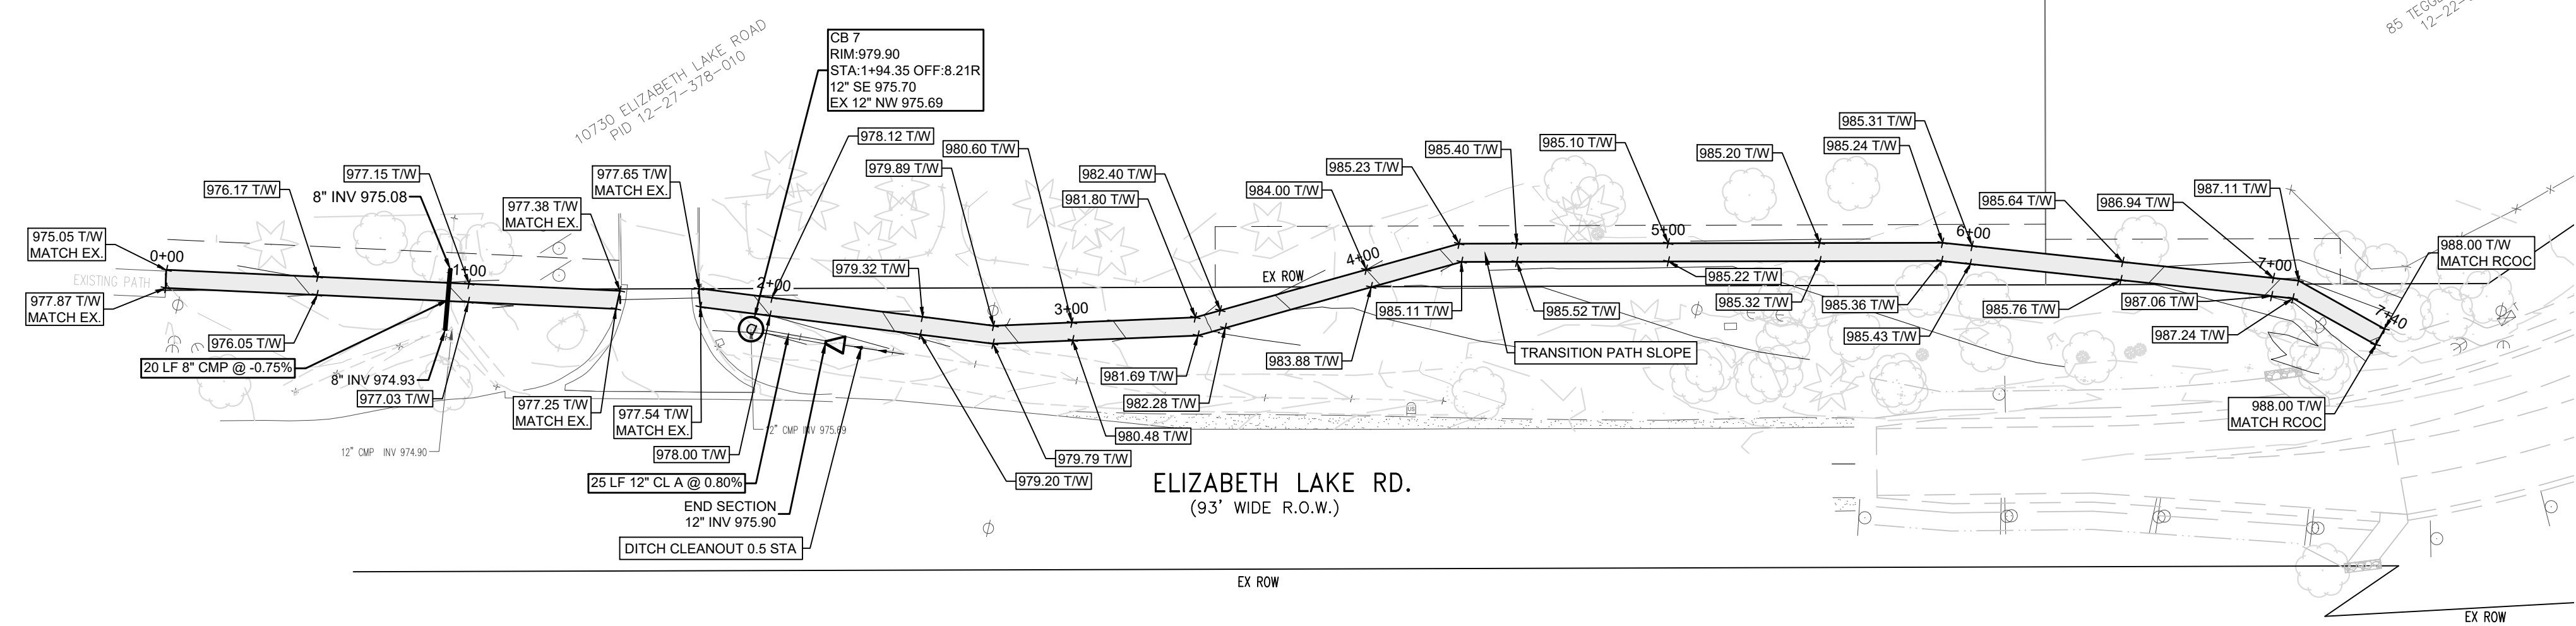 10730 ELIZABETH LAKE ROAD
PID 12-27-378-010
CB 7
RIM:979.90
STA:1+94.35 OFF:8.21R
12" SE 975.70
EX 12" NW 975.69
975.05 T/W
MATCH EX.
0+00
EXISTING PATH
977.87 T/W
MATCH EX.
976.17 T/W
976.05 T/W
977.15 T/W
8" INV 975.08
1+00
20 LF 8" CMP @ -0.75%
8" INV 974.93
977.03 T/W
12" CMP INV 974.90
977.38 T/W
MATCH EX.
977.25 T/W
MATCH EX.
977.65 T/W
MATCH EX.
977.54 T/W
MATCH EX.
2+00
978.12 T/W
978.00 T/W
12" CMP INV 975.69
25 LF 12" CL A @ 0.80%
END SECTION
12" INV 975.90
DITCH CLEANOUT 0.5 STA
979.32 T/W
979.20 T/W
979.89 T/W
979.79 T/W
980.60 T/W
3+00
980.48 T/W
982.40 T/W
981.80 T/W
981.69 T/W
982.28 T/W
EX ROW
984.00 T/W
4+00
983.88 T/W
985.23 T/W
985.11 T/W
985.40 T/W
985.52 T/W
TRANSITION PATH SLOPE
985.10 T/W
5+00
985.22 T/W
985.20 T/W
985.32 T/W
985.31 T/W
985.24 T/W
6+00
985.36 T/W
985.43 T/W
985.64 T/W
985.76 T/W
986.94 T/W
987.11 T/W
7+00
987.06 T/W
987.24 T/W
7+40
988.00 T/W
MATCH RCOC
988.00 T/W
MATCH RCOC
ELIZABETH LAKE RD.
(93' WIDE R.O.W.)
EX ROW
EX ROW